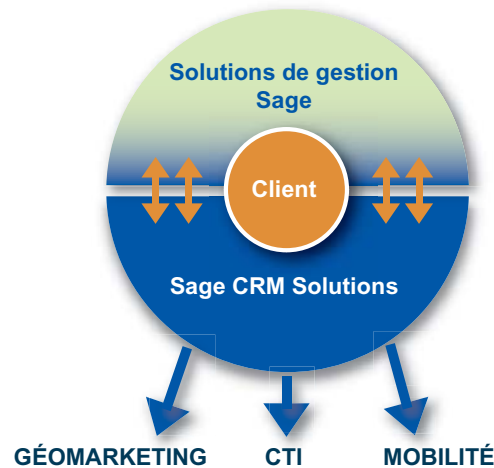 Solutions de gestion
Sage
Client
Sage CRM Solutions
GÉOMARKETING CTI MOBILITÉ